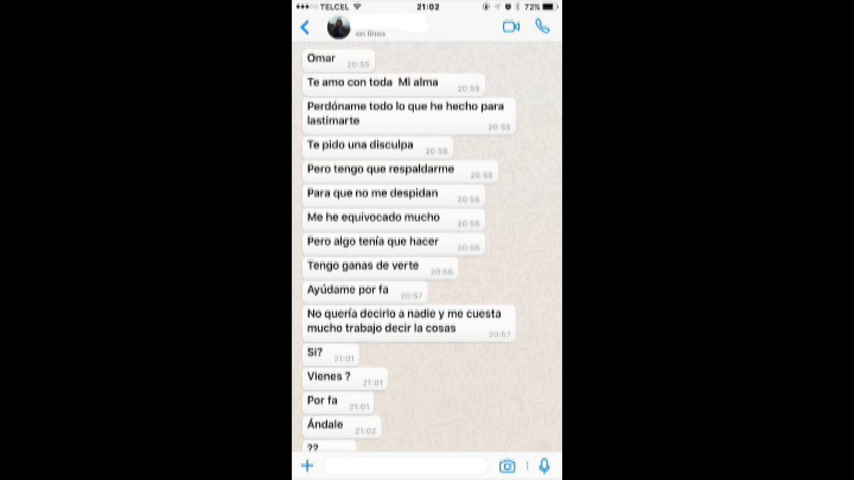 TELCEL 21:02 72%
en línea
Omar 20:55
Te amo con toda Mi alma 20:55
Perdóname todo lo que he hecho para
lastimarte 20:55
Te pido una disculpa 20:55
Pero tengo que respaldarme 20:56
Para que no me despidan 20:56
Me he equivocado mucho 20:56
Pero algo tenía que hacer 20:56
Tengo ganas de verte 20:56
Ayúdame por fa 20:57
No quería decirlo a nadie y me cuesta
mucho trabajo decir la cosas 20:57
Si? 21:01
Vienes ? 21:01
Por fa 21:01
Ándale 21:02
??